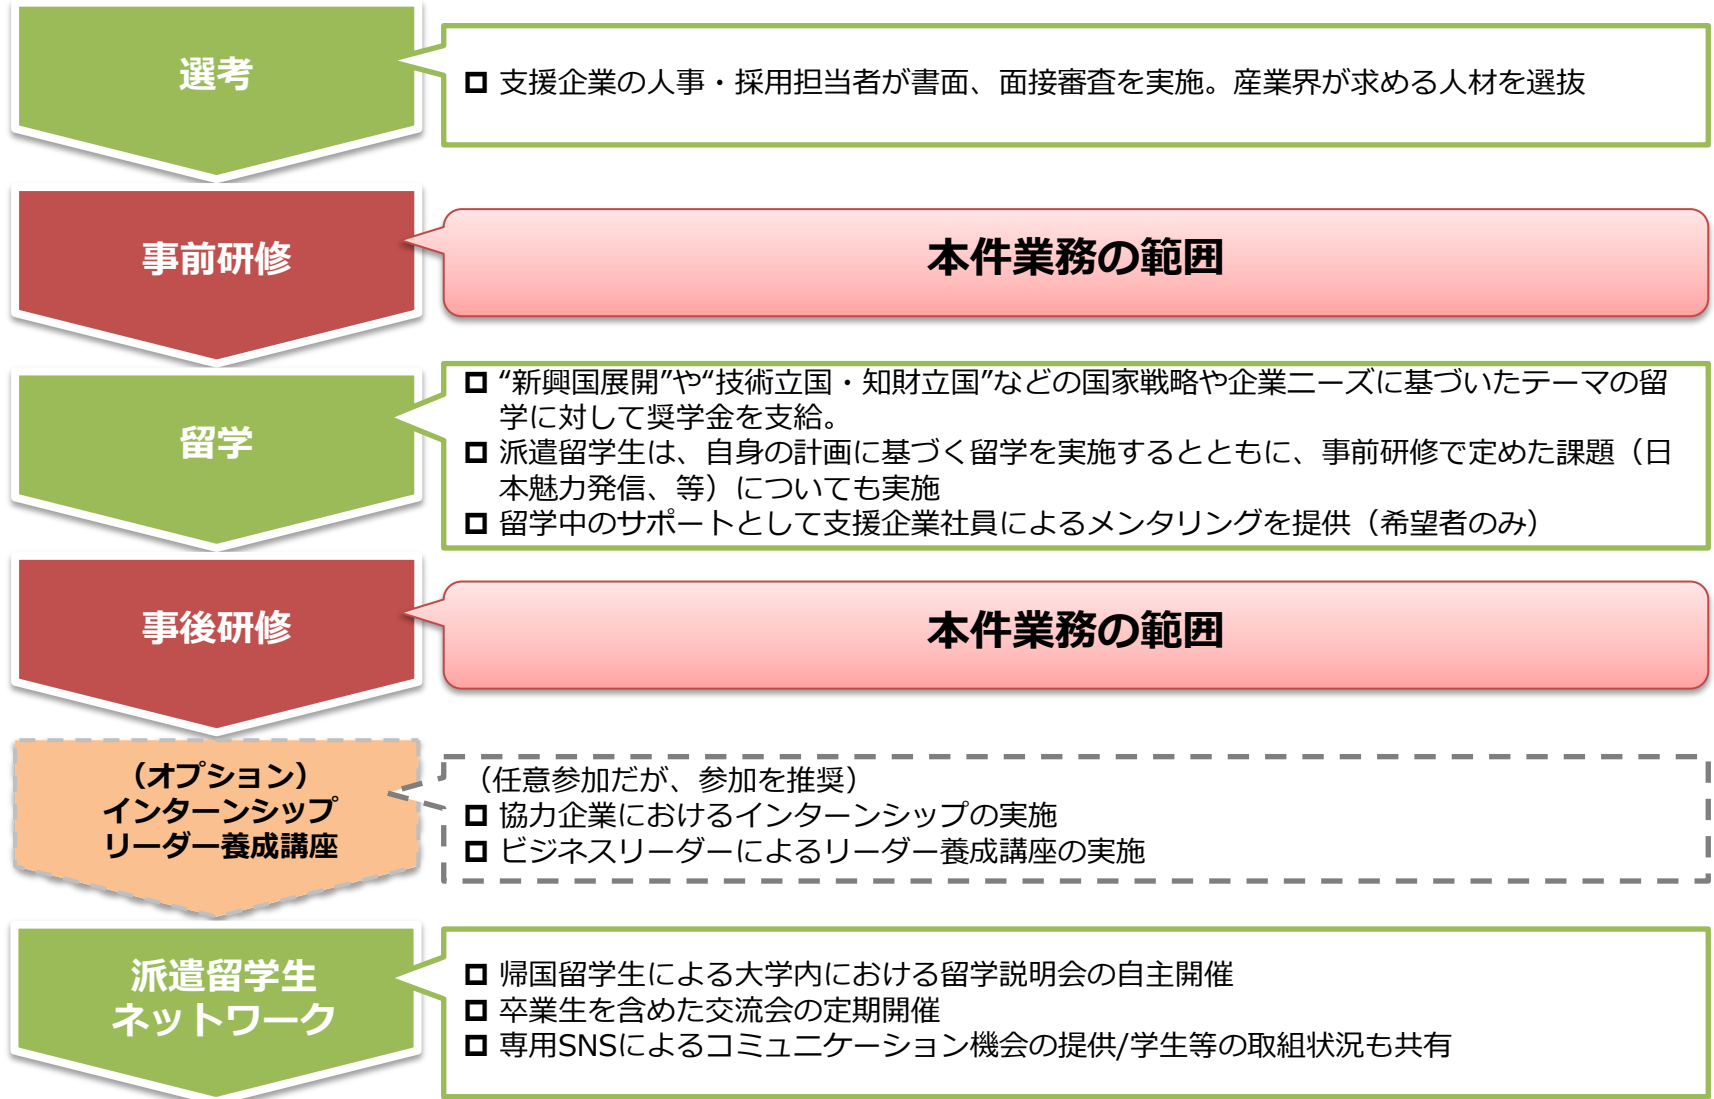 選考
支援企業の人事・採用担当者が書面、面接審査を実施。産業界が求める人材を選抜
事前研修
本件業務の範囲
留学
“新興国展開”や“技術立国・知財立国”などの国家戦略や企業ニーズに基づいたテーマの留
学に対して奨学金を支給。
派遣留学生は、自身の計画に基づく留学を実施するとともに、事前研修で定めた課題（日
本魅力発信、等）についても実施
留学中のサポートとして支援企業社員によるメンタリングを提供（希望者のみ）
事後研修
本件業務の範囲
（オプション）
インターンシップ
リーダー養成講座
（任意参加だが、参加を推奨）
協力企業におけるインターンシップの実施
ビジネスリーダーによるリーダー養成講座の実施
派遣留学生
ネットワーク
帰国留学生による大学内における留学説明会の自主開催
卒業生を含めた交流会の定期開催
専用SNSによるコミュニケーション機会の提供/学生等の取組状況も共有